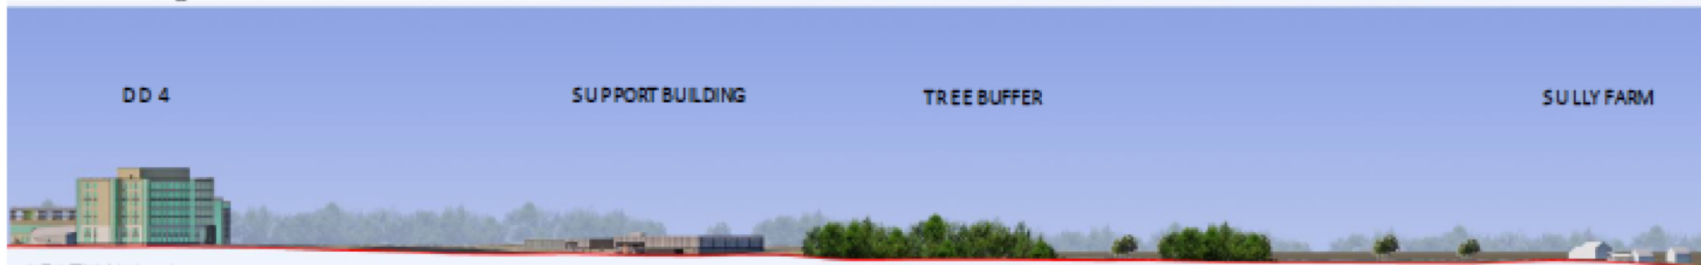 DD 4
SUPPORT BUILDING
TREE BUFFER
SULLY FARM